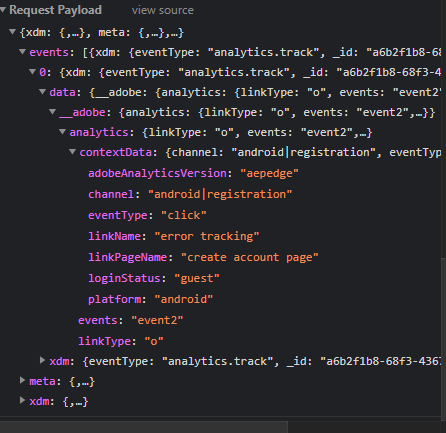 Request Payload view source
{xdm: {,…}, meta: {,…},…}
events: [{xdm: {eventType: "analytics.track", _id: "a6b2f1b8-68
0: {xdm: {eventType: "analytics.track", _id: "a6b2f1b8-68f3-4
data: {__adobe: {analytics: {linkType: "o", events: "event2"
__adobe: {analytics: {linkType: "o", events: "event2",…}}
analytics: {linkType: "o", events: "event2",…}
contextData: {channel: "android|registration", eventTyp
adobeAnalyticsVersion: "aepedge"
channel: "android|registration"
eventType: "click"
linkName: "error tracking"
linkPageName: "create account page"
loginStatus: "guest"
platform: "android"
events: "event2"
linkType: "o"
xdm: {eventType: "analytics.track", _id: "a6b2f1b8-68f3-4367
meta: {,…}
xdm: {,…}